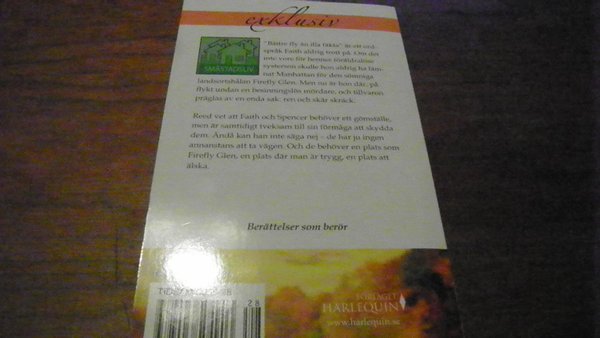 exklusiv
SMÅSTADSLIV
"Bättre fly än illa fäkta" är ett ord-
språk Faith aldrig trott på. Om det
inte vore för hennes föräldralöse
systerson skulle hon aldrig ha läm-
nat Manhattan för den sömniga
landsortshålan Firefly Glen. Men nu är hon där, på
flykt undan en besinningslös mördare, och tillvaron
präglas av en enda sak: ren och skär skräck.
Reed vet att Faith och Spencer behöver ett gömställe,
men är samtidigt tveksam till sin förmåga att skydda
dem. Ändå kan han inte säga nej – de har ju ingen
annanstans att ta vägen. Och de behöver en plats som
Firefly Glen, en plats där man är trygg, en plats att
älska.
Berättelser som berör
28
FÖRLAGET
HARLEQUIN
www.harlequin.se